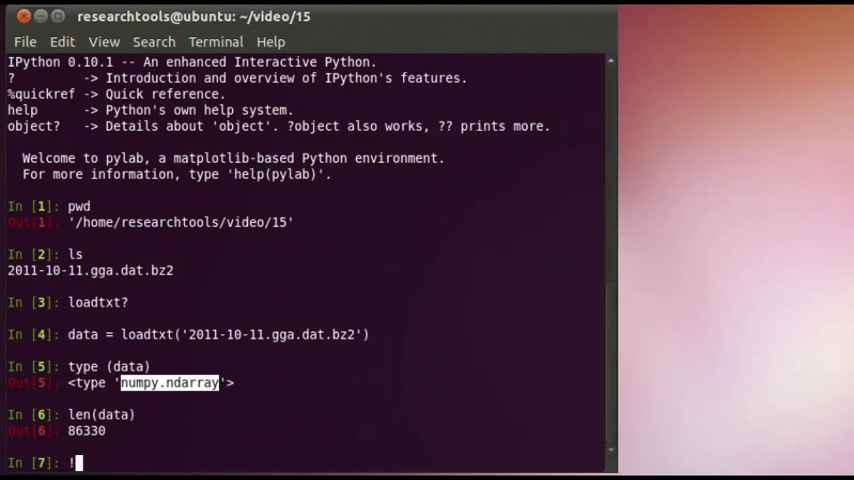 researchtools@ubuntu: ~/video/15
File Edit View Search Terminal Help
IPython 0.10.1 -- An enhanced Interactive Python.
?         -> Introduction and overview of IPython's features.
%quickref -> Quick reference.
help      -> Python's own help system.
object?   -> Details about 'object'. ?object also works, ?? prints more.
Welcome to pylab, a matplotlib-based Python environment.
For more information, type 'help(pylab)'.
In [1]: pwd
Out[1]: '/home/researchtools/video/15'
In [2]: ls
2011-10-11.gga.dat.bz2
In [3]: loadtxt?
In [4]: data = loadtxt('2011-10-11.gga.dat.bz2')
In [5]: type (data)
Out[5]: <type 'numpy.ndarray'>
In [6]: len(data)
Out[6]: 86330
In [7]: !